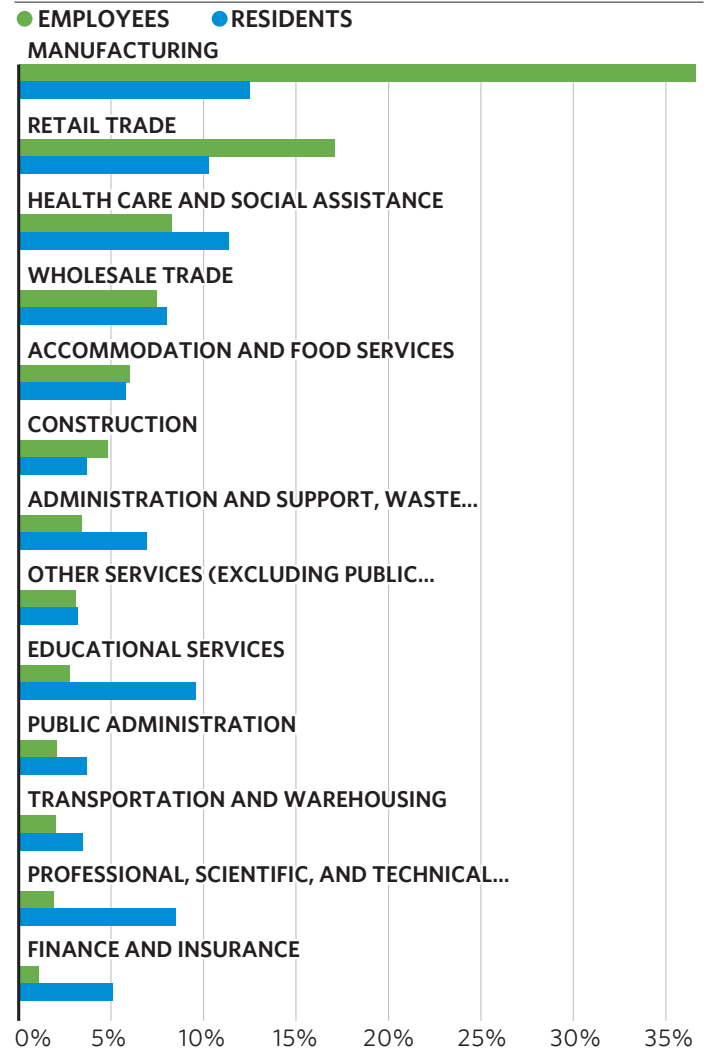 EMPLOYEES RESIDENTS
MANUFACTURING
RETAIL TRADE
HEALTH CARE AND SOCIAL ASSISTANCE
WHOLESALE TRADE
ACCOMMODATION AND FOOD SERVICES
CONSTRUCTION
ADMINISTRATION AND SUPPORT, WASTE...
OTHER SERVICES (EXCLUDING PUBLIC...
EDUCATIONAL SERVICES
PUBLIC ADMINISTRATION
TRANSPORTATION AND WAREHOUSING
PROFESSIONAL, SCIENTIFIC, AND TECHNICAL...
FINANCE AND INSURANCE
0% 5% 10% 15% 20% 25% 30% 35%